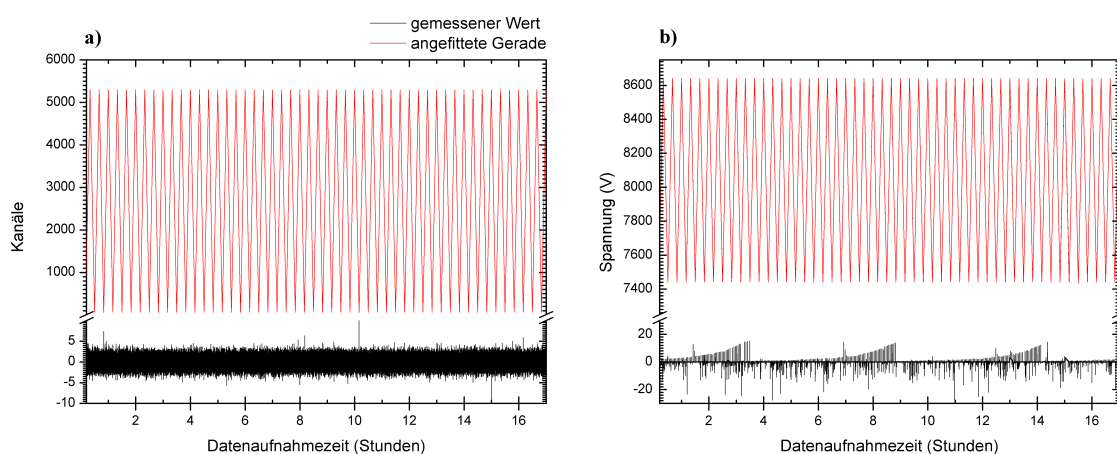 a)
gemessener Wert
angefittete Gerade
6000
5000
4000
3000
2000
1000
5
0
-5
-10
Kanäle
2 4 6 8 10 12 14 16
Datenaufnahmezeit (Stunden)
b)
8600
8400
8200
8000
7800
7600
7400
20
0
-20
Spannung (V)
2 4 6 8 10 12 14 16
Datenaufnahmezeit (Stunden)